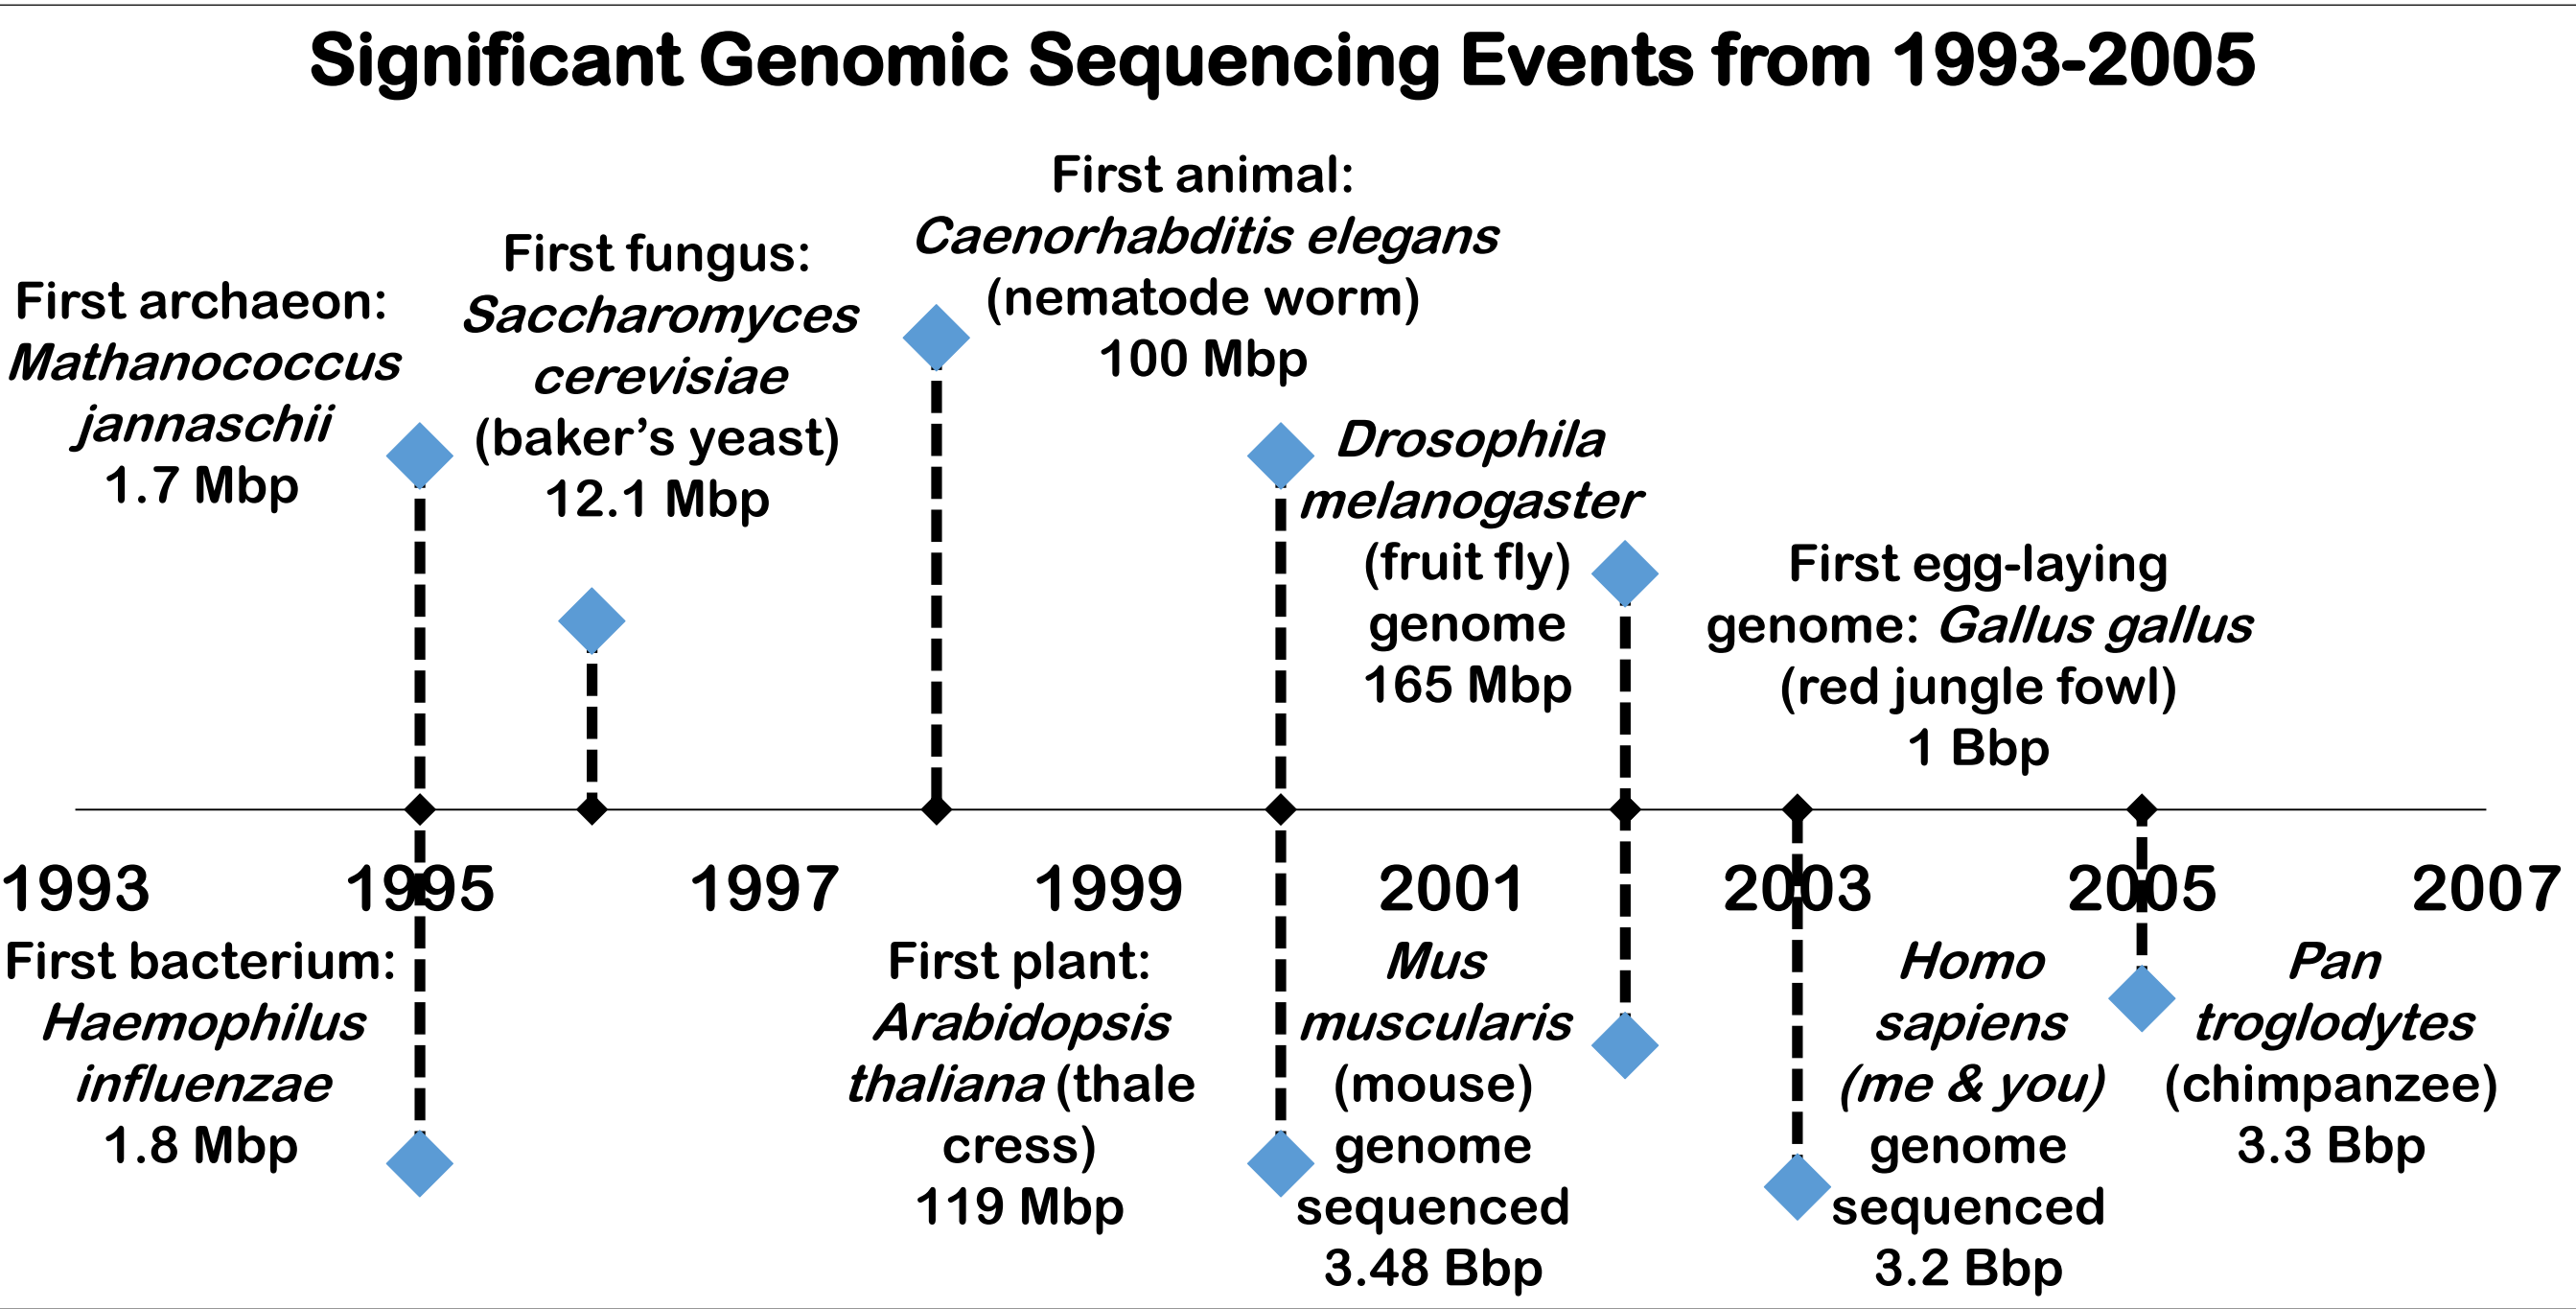 Significant Genomic Sequencing Events from 1993-2005
First archaeon:
Mathanococcus
jannaschii
1.7 Mbp
First fungus:
Saccharomyces
cerevisiae
(baker’s yeast)
12.1 Mbp
First animal:
Caenorhabditis elegans
(nematode worm)
100 Mbp
Drosophila
melanogaster
(fruit fly)
genome
165 Mbp
First egg-laying
genome: Gallus gallus
(red jungle fowl)
1 Bbp
1993 1995 1997 1999 2001 2003 2005 2007
First bacterium:
Haemophilus
influenzae
1.8 Mbp
First plant:
Arabidopsis
thaliana (thale
cress)
119 Mbp
Mus
muscularis
(mouse)
genome
sequenced
3.48 Bbp
Homo
sapiens
(me & you)
genome
sequenced
3.2 Bbp
Pan
troglodytes
(chimpanzee)
3.3 Bbp